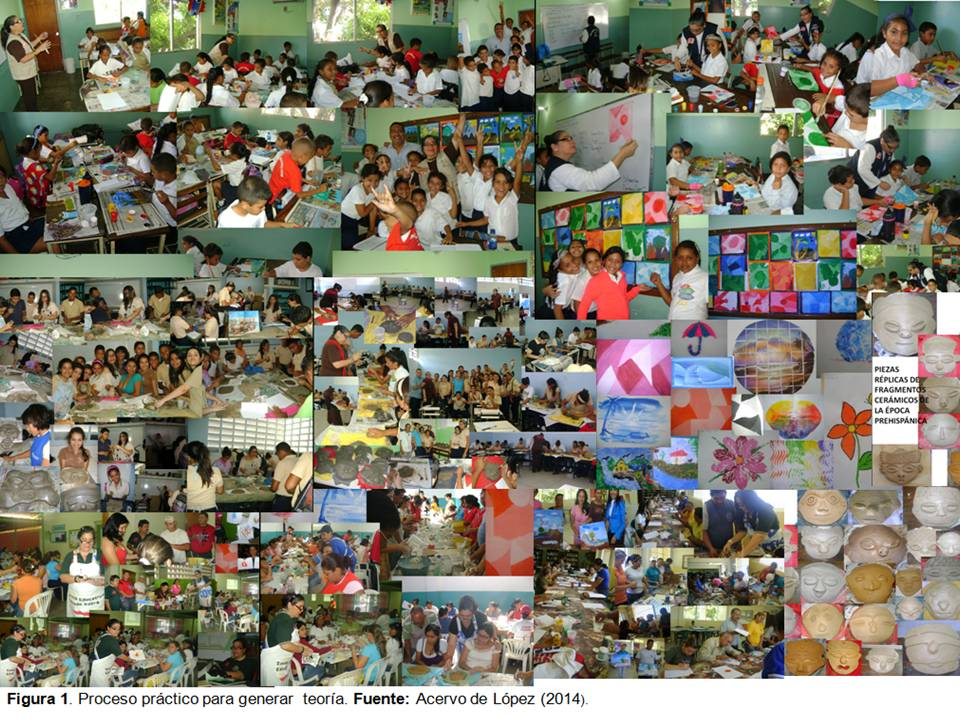 PIEZAS
RÉPLICAS DE
FRAGMENTOS
CERÁMICOS DE
LA ÉPOCA
PREHISPÁNICA
Figura 1. Proceso práctico para generar teoría. Fuente: Acervo de López (2014).